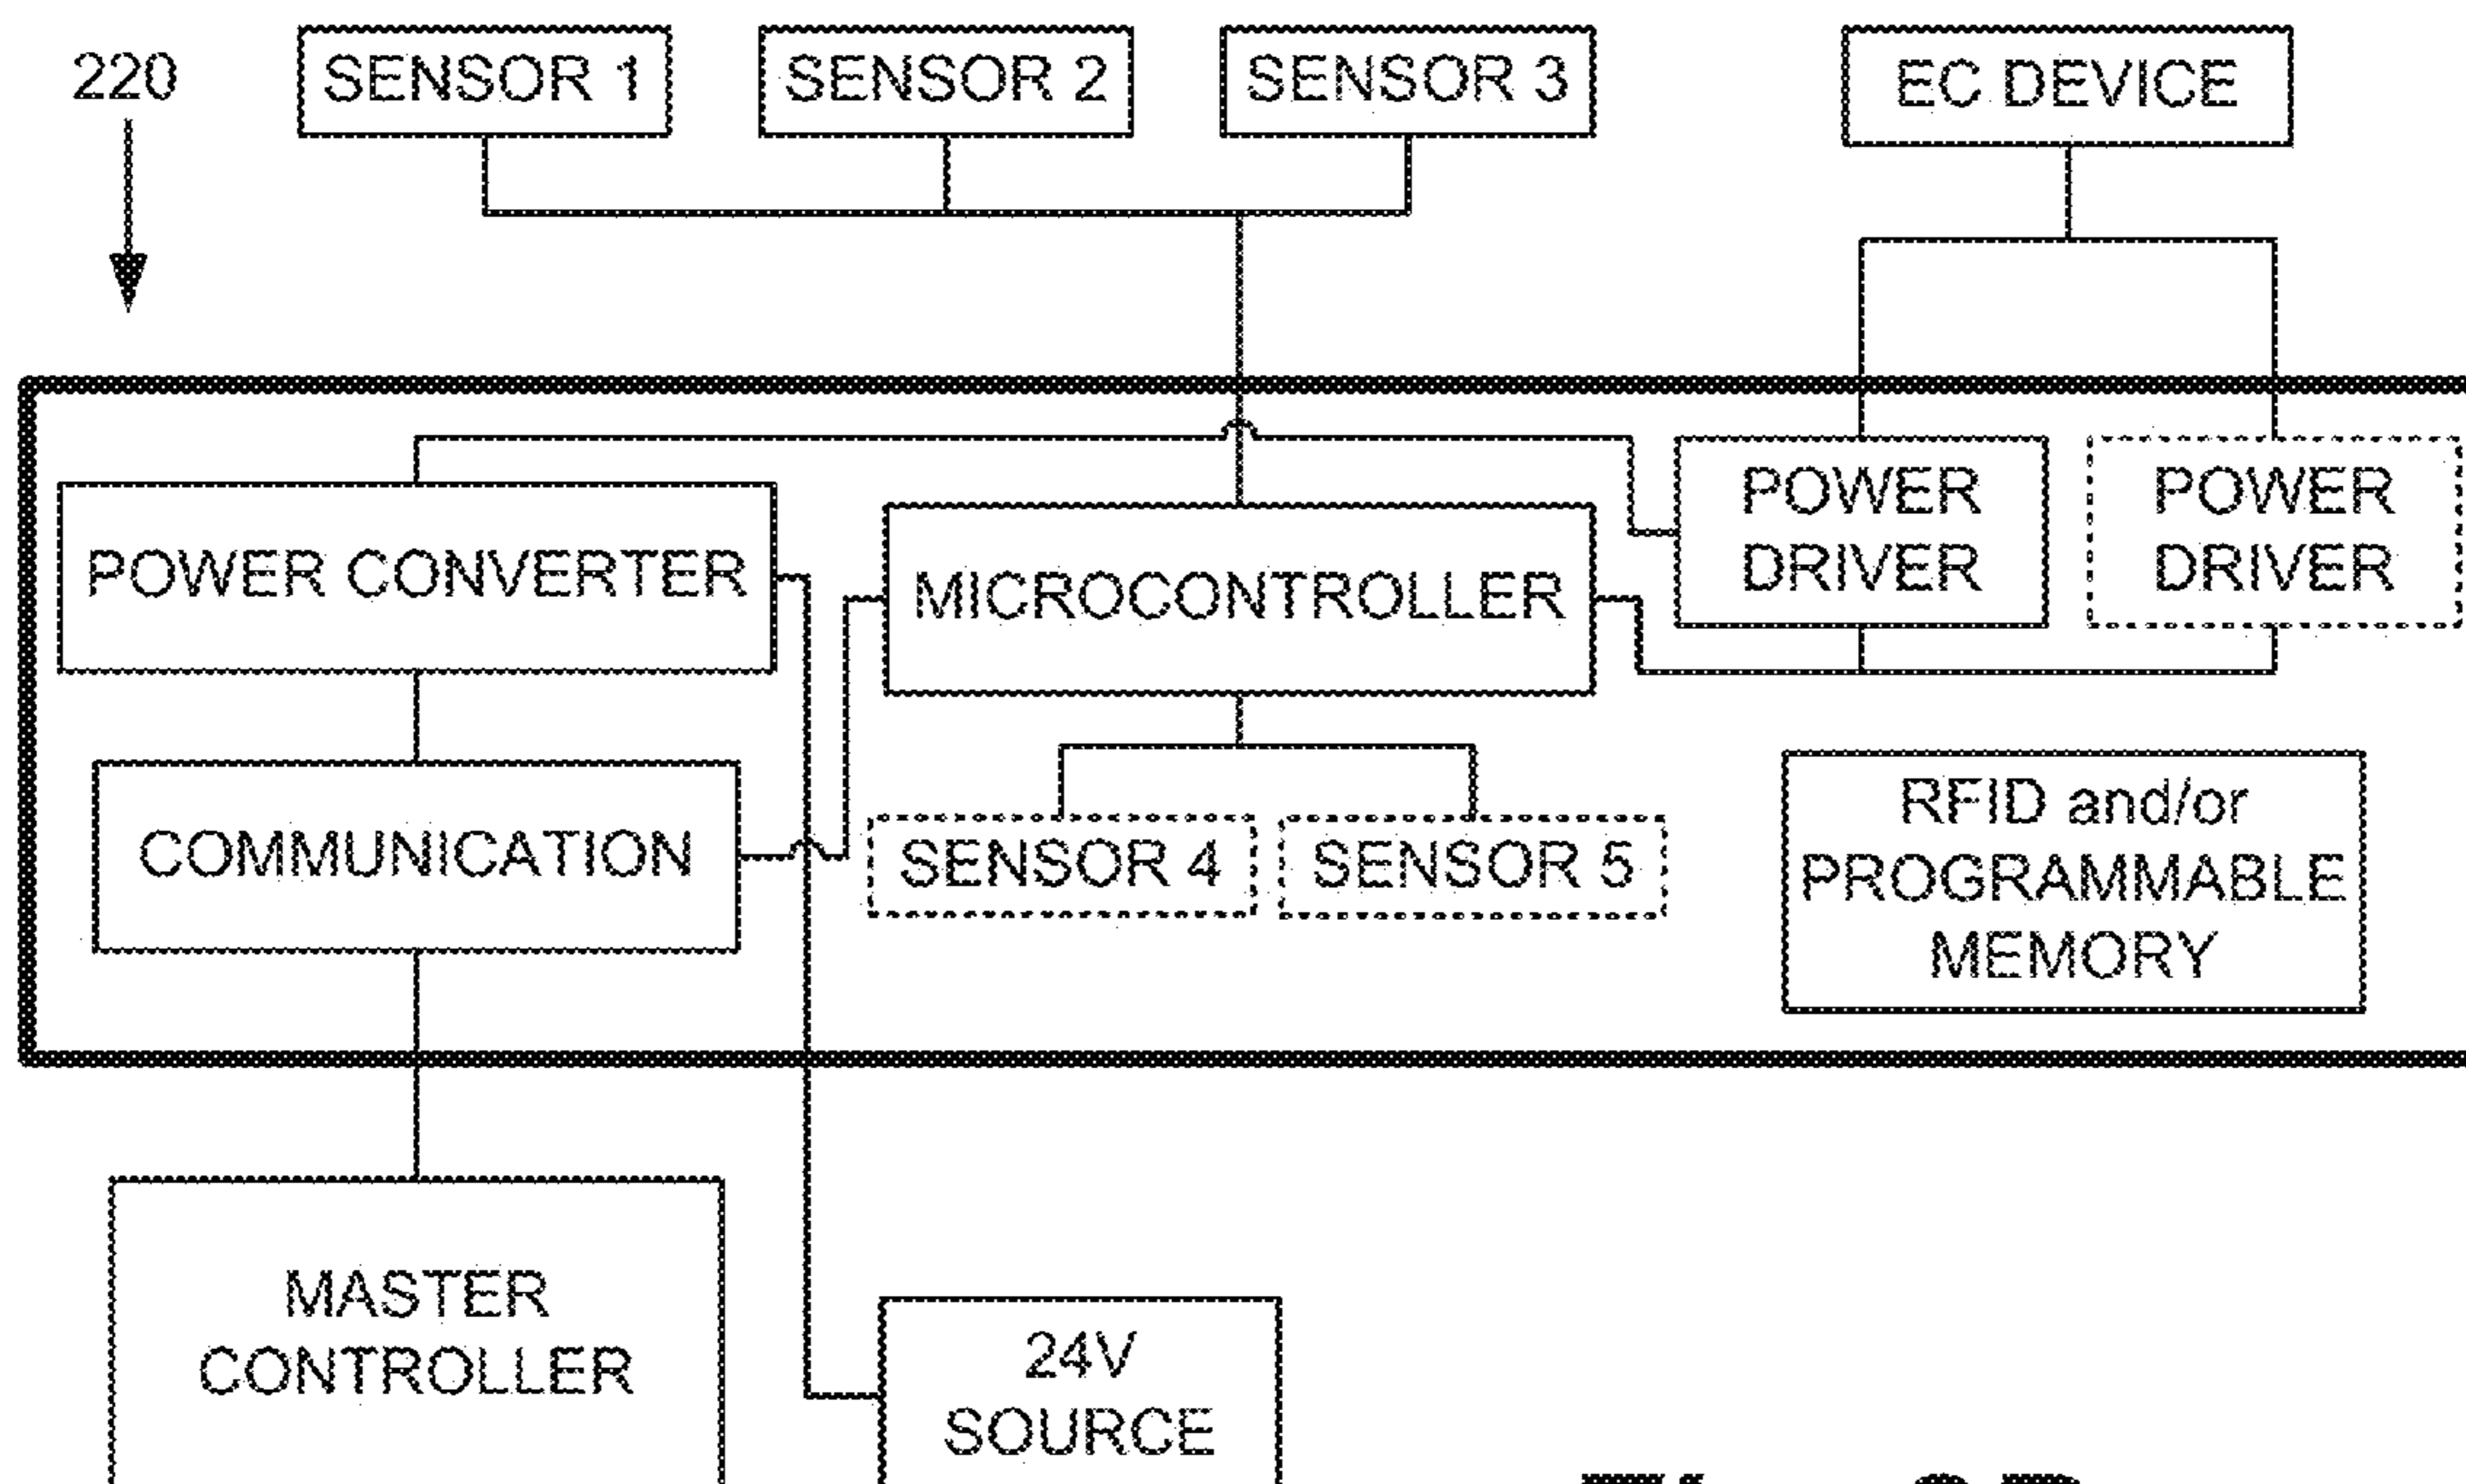 220
SENSOR 1
SENSOR 2
SENSOR 3
EC DEVICE
POWER CONVERTER
MICROCONTROLLER
POWER
DRIVER
POWER
DRIVER
COMMUNICATION
SENSOR 4
SENSOR 5
RFID and/or
PROGRAMMABLE
MEMORY
MASTER
CONTROLLER
24V
SOURCE